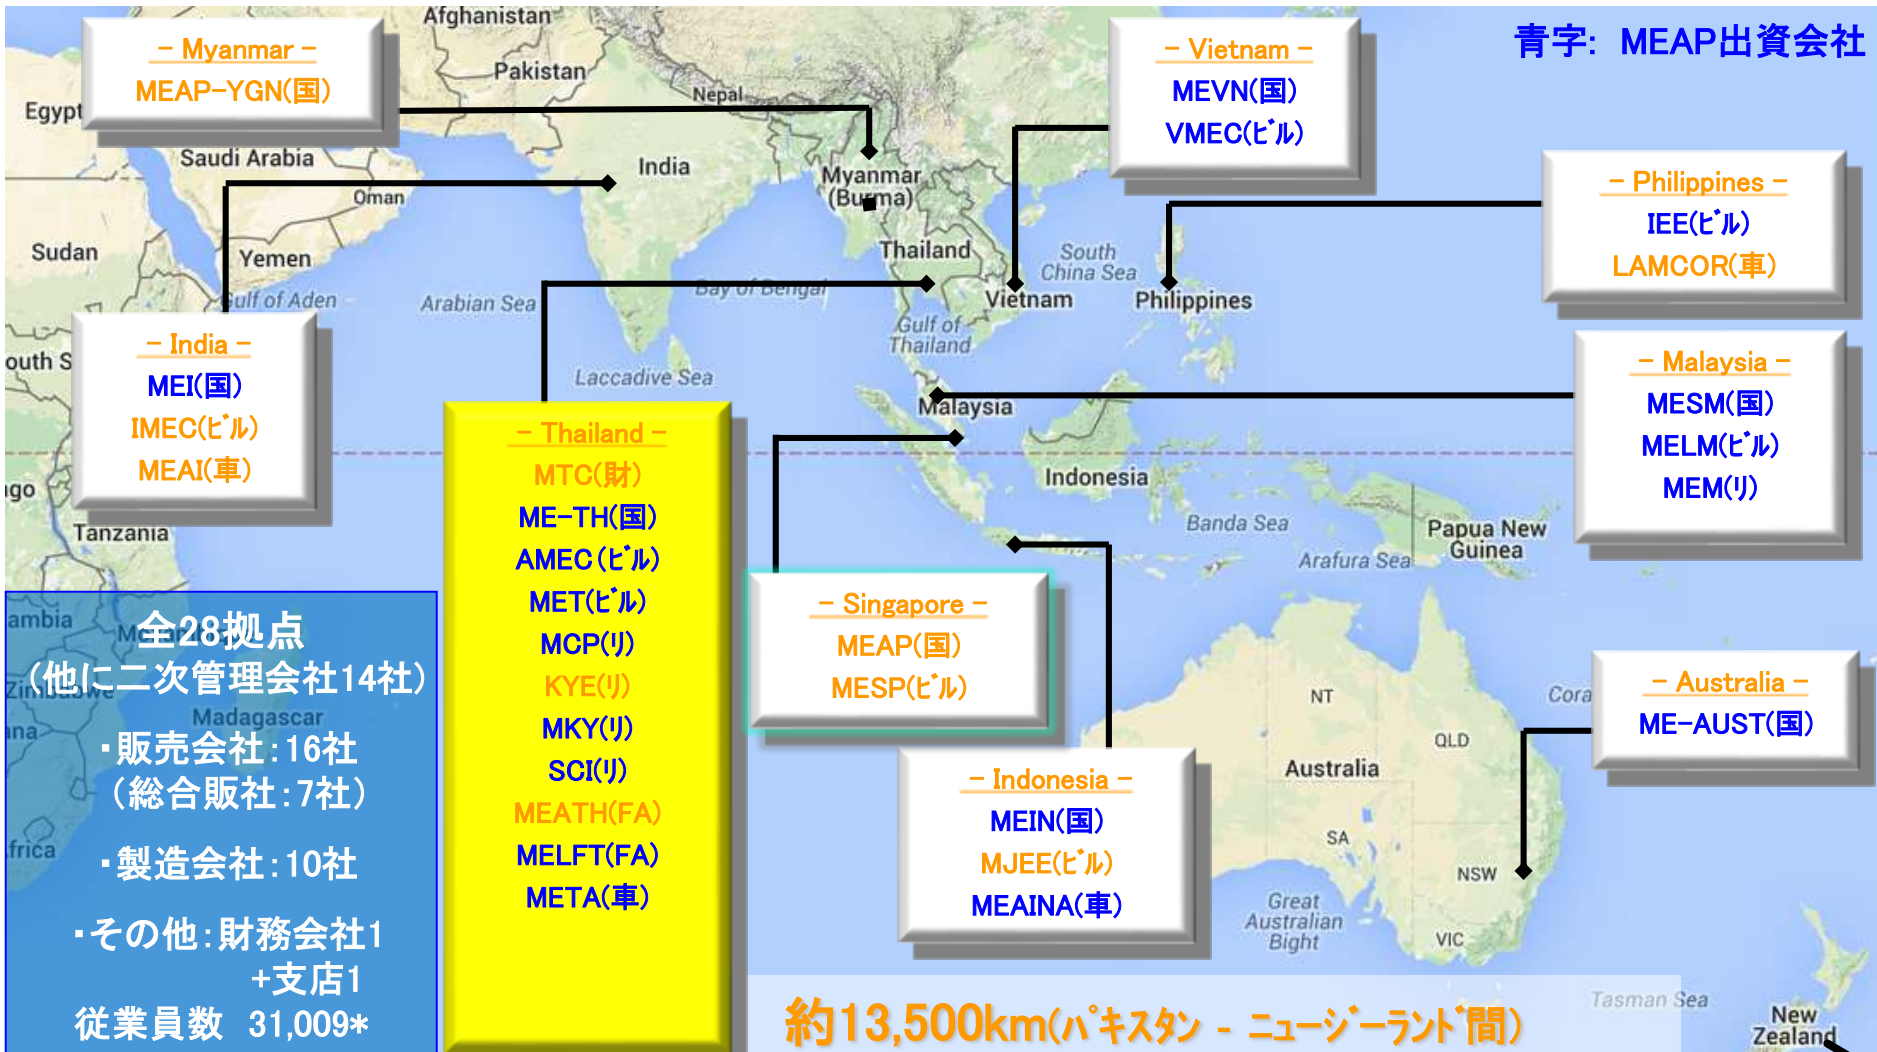 青字: MEAP出資会社
- Myanmar -
MEAP-YGN(国)
- Vietnam -
MEVN(国)
VMEC(ﾋﾞﾙ)
- Philippines -
IEE(ﾋﾞﾙ)
LAMCOR(車)
- India -
MEI(国)
IMEC(ﾋﾞﾙ)
MEAI(車)
- Malaysia -
MESM(国)
MELM(ﾋﾞﾙ)
MEM(ﾘ)
- Thailand -
MTC(財)
ME-TH(国)
AMEC(ﾋﾞﾙ)
MET(ﾋﾞﾙ)
MCP(ﾘ)
KYE(ﾘ)
MKY(ﾘ)
SCI(ﾘ)
MEATH(FA)
MELFT(FA)
META(車)
- Singapore -
MEAP(国)
MESP(ﾋﾞﾙ)
- Indonesia -
MEIN(国)
MJEE(ﾋﾞﾙ)
MEAINA(車)
- Australia -
ME-AUST(国)
全28拠点
(他に二次管理会社14社)
・販売会社:16社
(総合販社:7社)
・製造会社:10社
・その他:財務会社1
+支店1
従業員数 31,009*
約13,500km(ﾊﾟｷｽﾀﾝ - ﾆｭｰｼﾞｰﾗﾝﾄﾞ間)
Afghanistan
Pakistan
Nepal
Egypt
Saudi Arabia
India
Oman
Myanmar
(Burma)
Sudan
Yemen
Thailand
South
China Sea
Gulf of Aden
Arabian Sea
Bay of Bengal
Vietnam
Philippines
Gulf of
Thailand
outh S
Laccadive Sea
Malaysia
Indonesia
ngo
Tanzania
Banda Sea
Papua New
Guinea
Arafura Sea
ambia
Zimbabwe
Madagascar
ana
frica
NT
QLD
Cora
Australia
SA
NSW
Great
Australian
Bight
VIC
Tasman Sea
New
Zealand